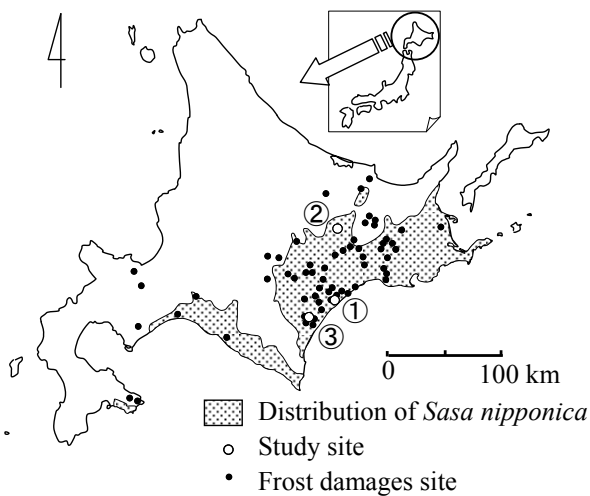 ②
①
③
0 100 km
Distribution of Sasa nipponica
Study site
Frost damages site